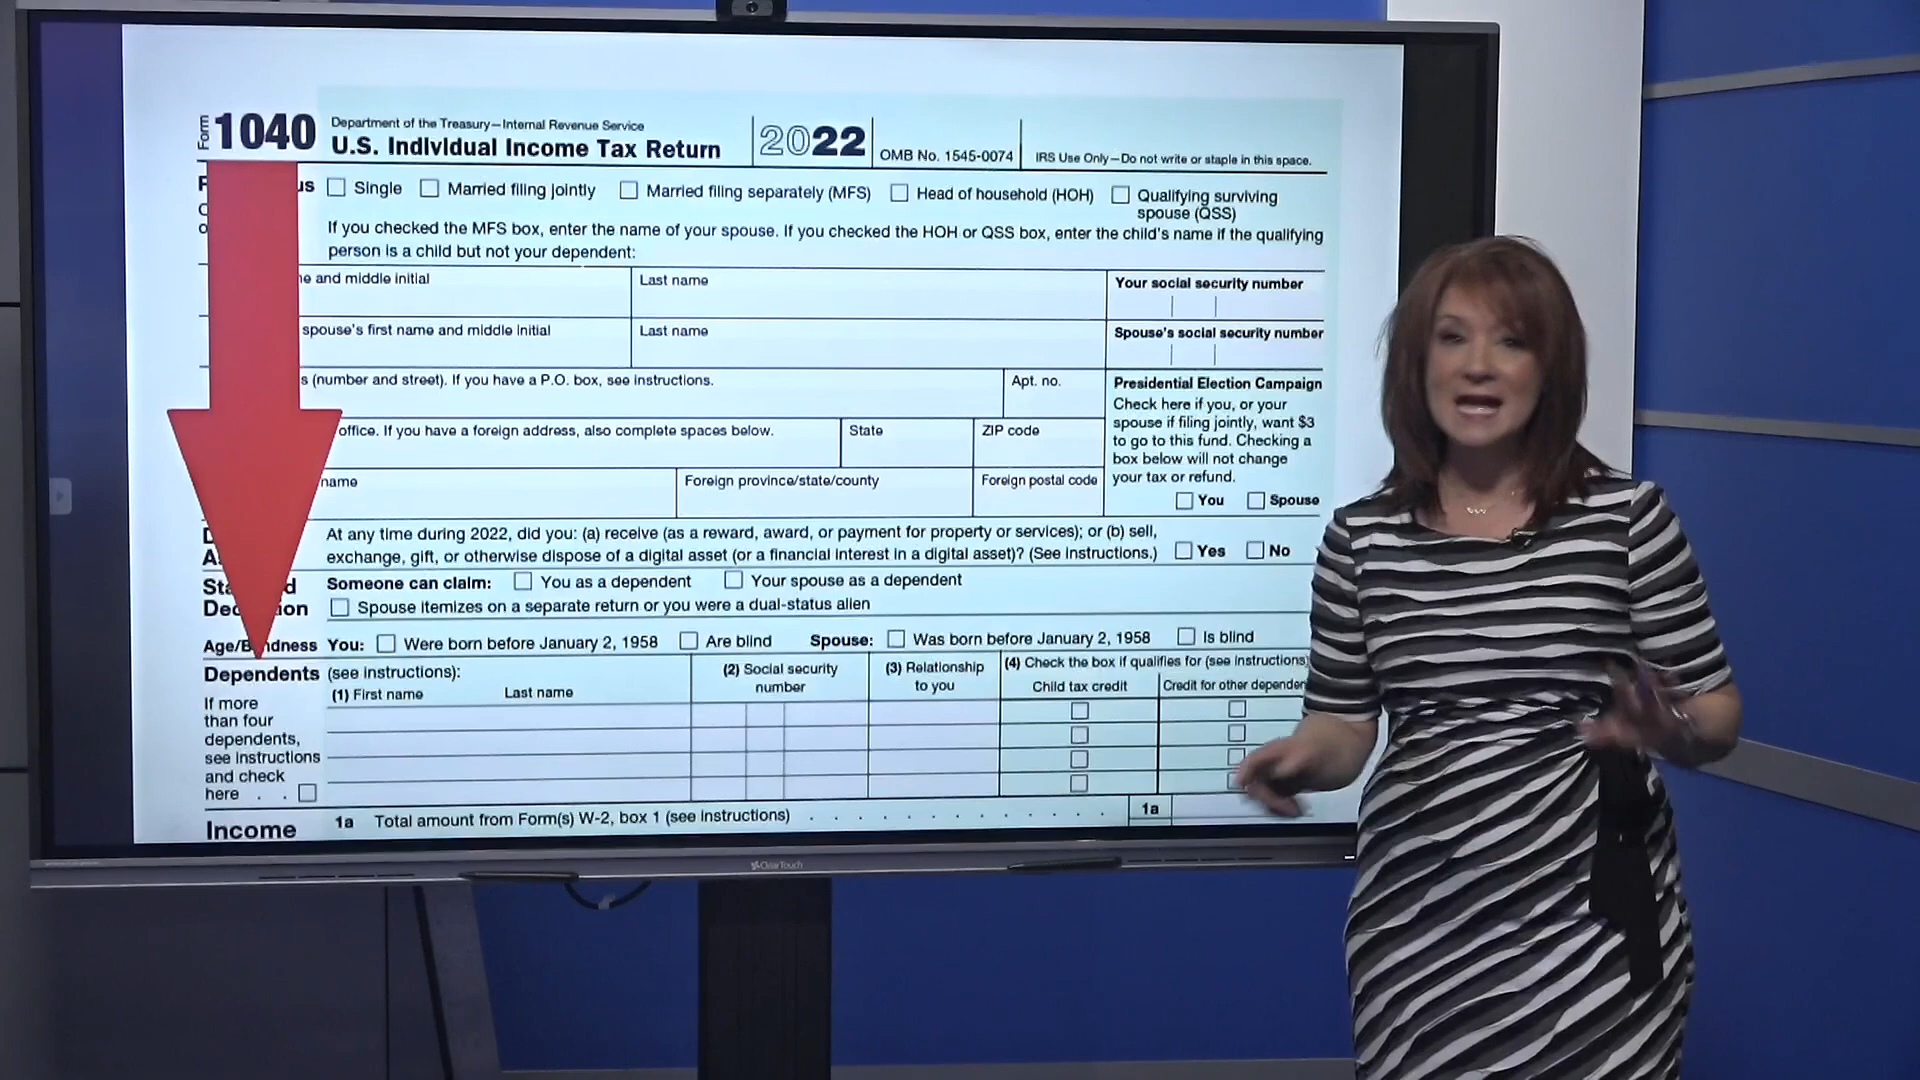 Form 1040
Department of the Treasury—Internal Revenue Service
U.S. Individual Income Tax Return
2022
OMB No. 1545-0074
IRS Use Only—Do not write or staple in this space.
Single Married filing jointly Married filing separately (MFS) Head of household (HOH) Qualifying surviving
spouse (QSS)
If you checked the MFS box, enter the name of your spouse. If you checked the HOH or QSS box, enter the child's name if the qualifying
person is a child but not your dependent:
and middle initial Last name Your social security number
spouse's first name and middle initial Last name Spouse's social security number
(number and street). If you have a P.O. box, see instructions. Apt. no.
Presidential Election Campaign
Check here if you, or your
spouse if filing jointly, want $3
to go to this fund. Checking a
box below will not change
your tax or refund.
You Spouse
office. If you have a foreign address, also complete spaces below. State ZIP code
name Foreign province/state/county Foreign postal code
At any time during 2022, did you: (a) receive (as a reward, award, or payment for property or services); or (b) sell,
exchange, gift, or otherwise dispose of a digital asset (or a financial interest in a digital asset)? (See instructions.) Yes No
Someone can claim: You as a dependent Your spouse as a dependent
Spouse itemizes on a separate return or you were a dual-status alien
You: Were born before January 2, 1958 Are blind Spouse: Was born before January 2, 1958 Is blind
Dependents (see instructions):
(1) First name Last name
(2) Social security
number
(3) Relationship
to you
(4) Check the box if qualifies for (see instructions)
Child tax credit Credit for other
If more
than four
dependents,
see instructions
and check
here . .
Income 1a Total amount from Form(s) W-2, box 1 (see instructions) . . . . . . . . . . 1a
ClearTouch